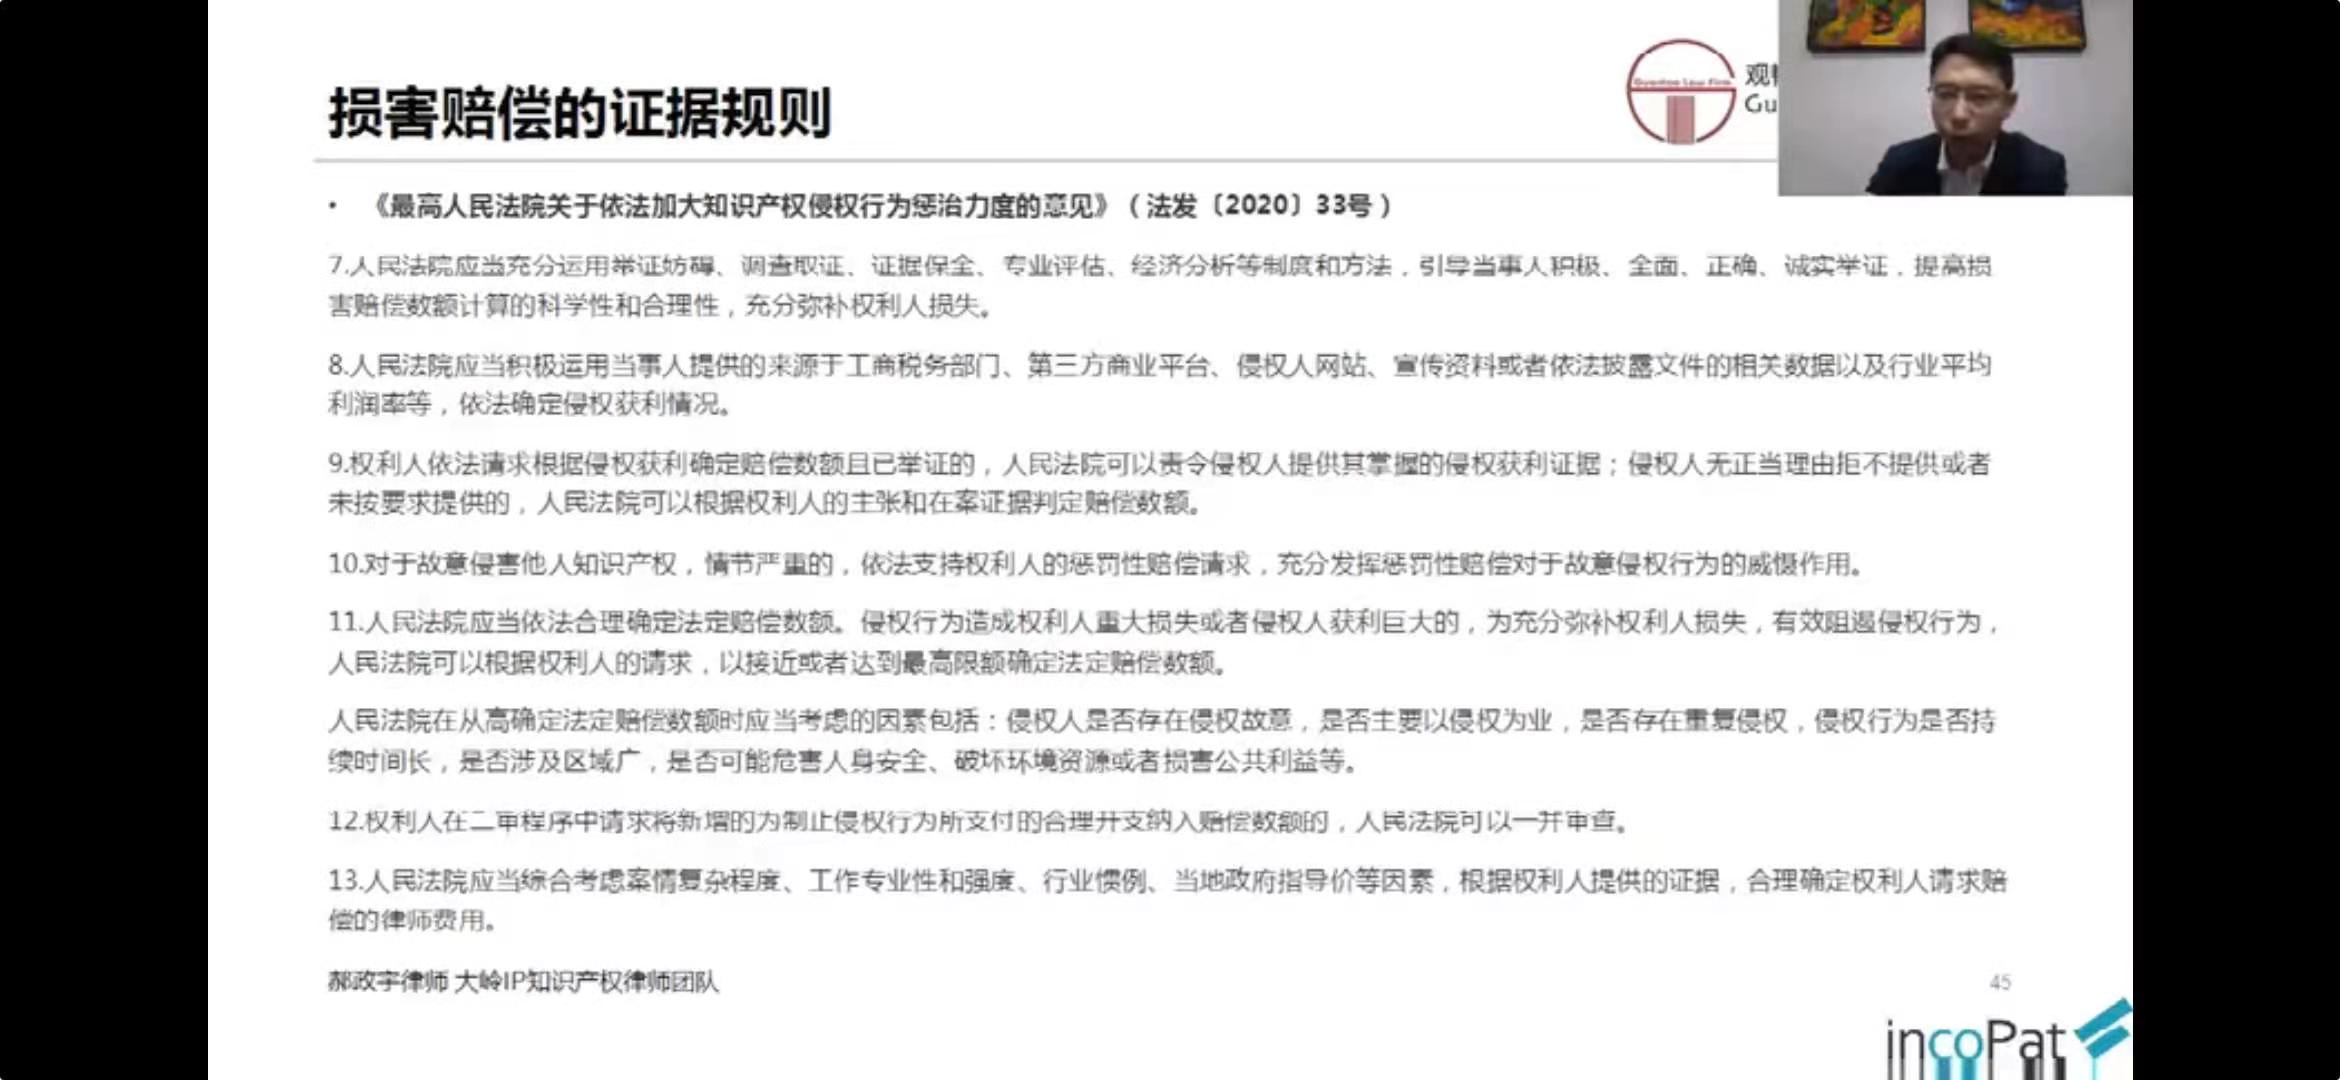 损害赔偿的证据规则
Guantao Law Firm
Gu
• 《最高人民法院关于依法加大知识产权侵权行为惩治力度的意见》（法发〔2020〕33号）
7.人民法院应当充分运用举证妨碍、调查取证、证据保全、专业评估、经济分析等制度和方法，引导当事人积极、全面、正确、诚实举证，提高损
害赔偿数额计算的科学性和合理性，充分弥补权利人损失。
8.人民法院应当积极运用当事人提供的来源于工商税务部门、第三方商业平台、侵权人网站、宣传资料或者依法披露文件的相关数据以及行业平均
利润率等，依法确定侵权获利情况。
9.权利人依法请求根据侵权获利确定赔偿数额且已举证的，人民法院可以责令侵权人提供其掌握的侵权获利证据；侵权人无正当理由拒不提供或者
未按要求提供的，人民法院可以根据权利人的主张和在案证据判定赔偿数额。
10.对于故意侵害他人知识产权，情节严重的，依法支持权利人的惩罚性赔偿请求，充分发挥惩罚性赔偿对于故意侵权行为的威慑作用。
11.人民法院应当依法合理确定法定赔偿数额。侵权行为造成权利人重大损失或者侵权人获利巨大的，为充分弥补权利人损失，有效阻遏侵权行为，
人民法院可以根据权利人的请求，以接近或者达到最高限额确定法定赔偿数额。
人民法院在从高确定法定赔偿数额时应当考虑的因素包括：侵权人是否存在侵权故意，是否主要以侵权为业，是否存在重复侵权，侵权行为是否持
续时间长，是否涉及区域广，是否可能危害人身安全、破坏环境资源或者损害公共利益等。
12.权利人在二审程序中请求将新增的为制止侵权行为所支付的合理开支纳入赔偿数额的，人民法院可以一并审查。
13.人民法院应当综合考虑案情复杂程度、工作专业性和强度、行业惯例、当地政府指导价等因素，根据权利人提供的证据，合理确定权利人请求赔
偿的律师费用。
郝政宇律师 大岭IP知识产权律师团队
45
incoPat